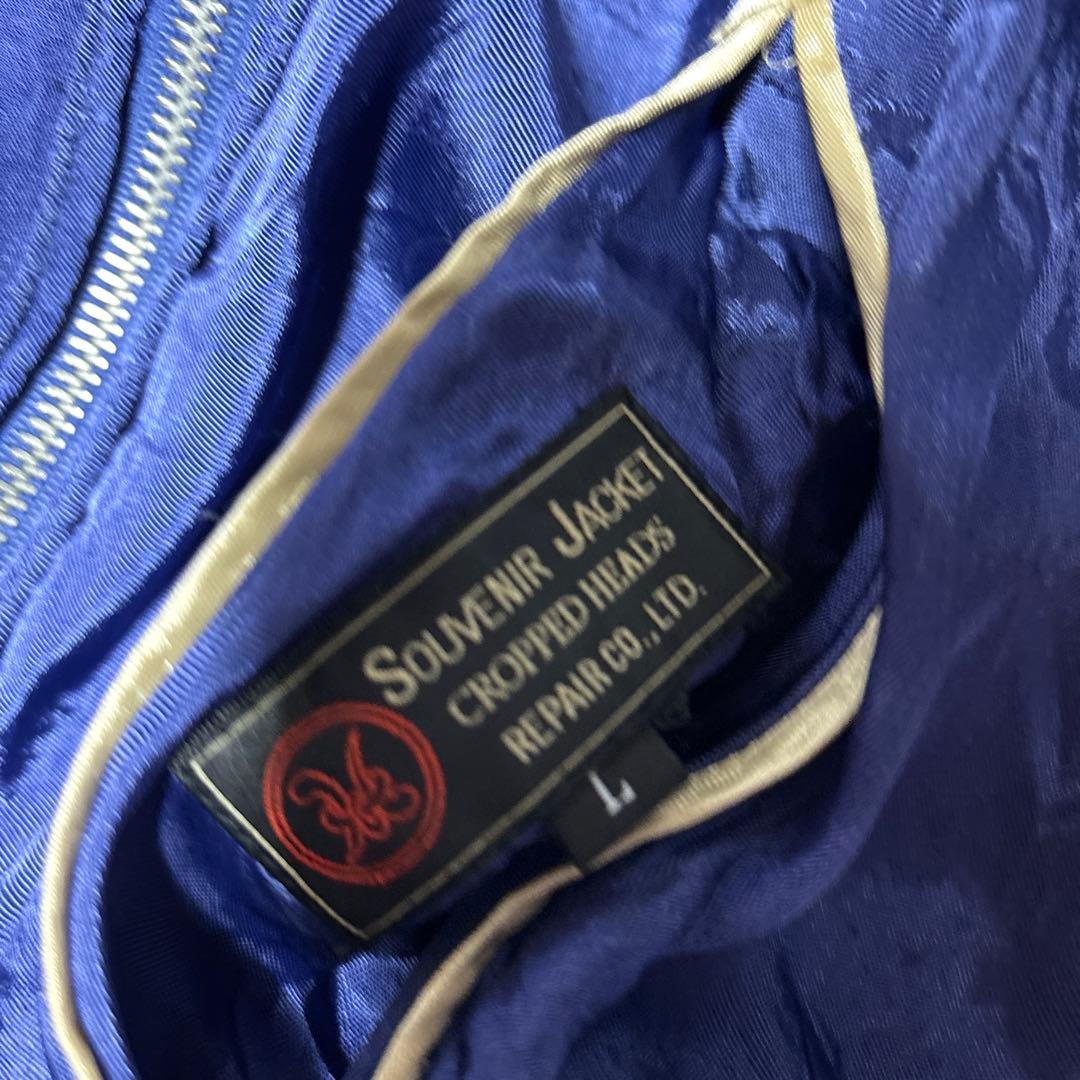 SOUVENIR JACKET
CROPPED HEADS
REPAIR CO., LTD.
L